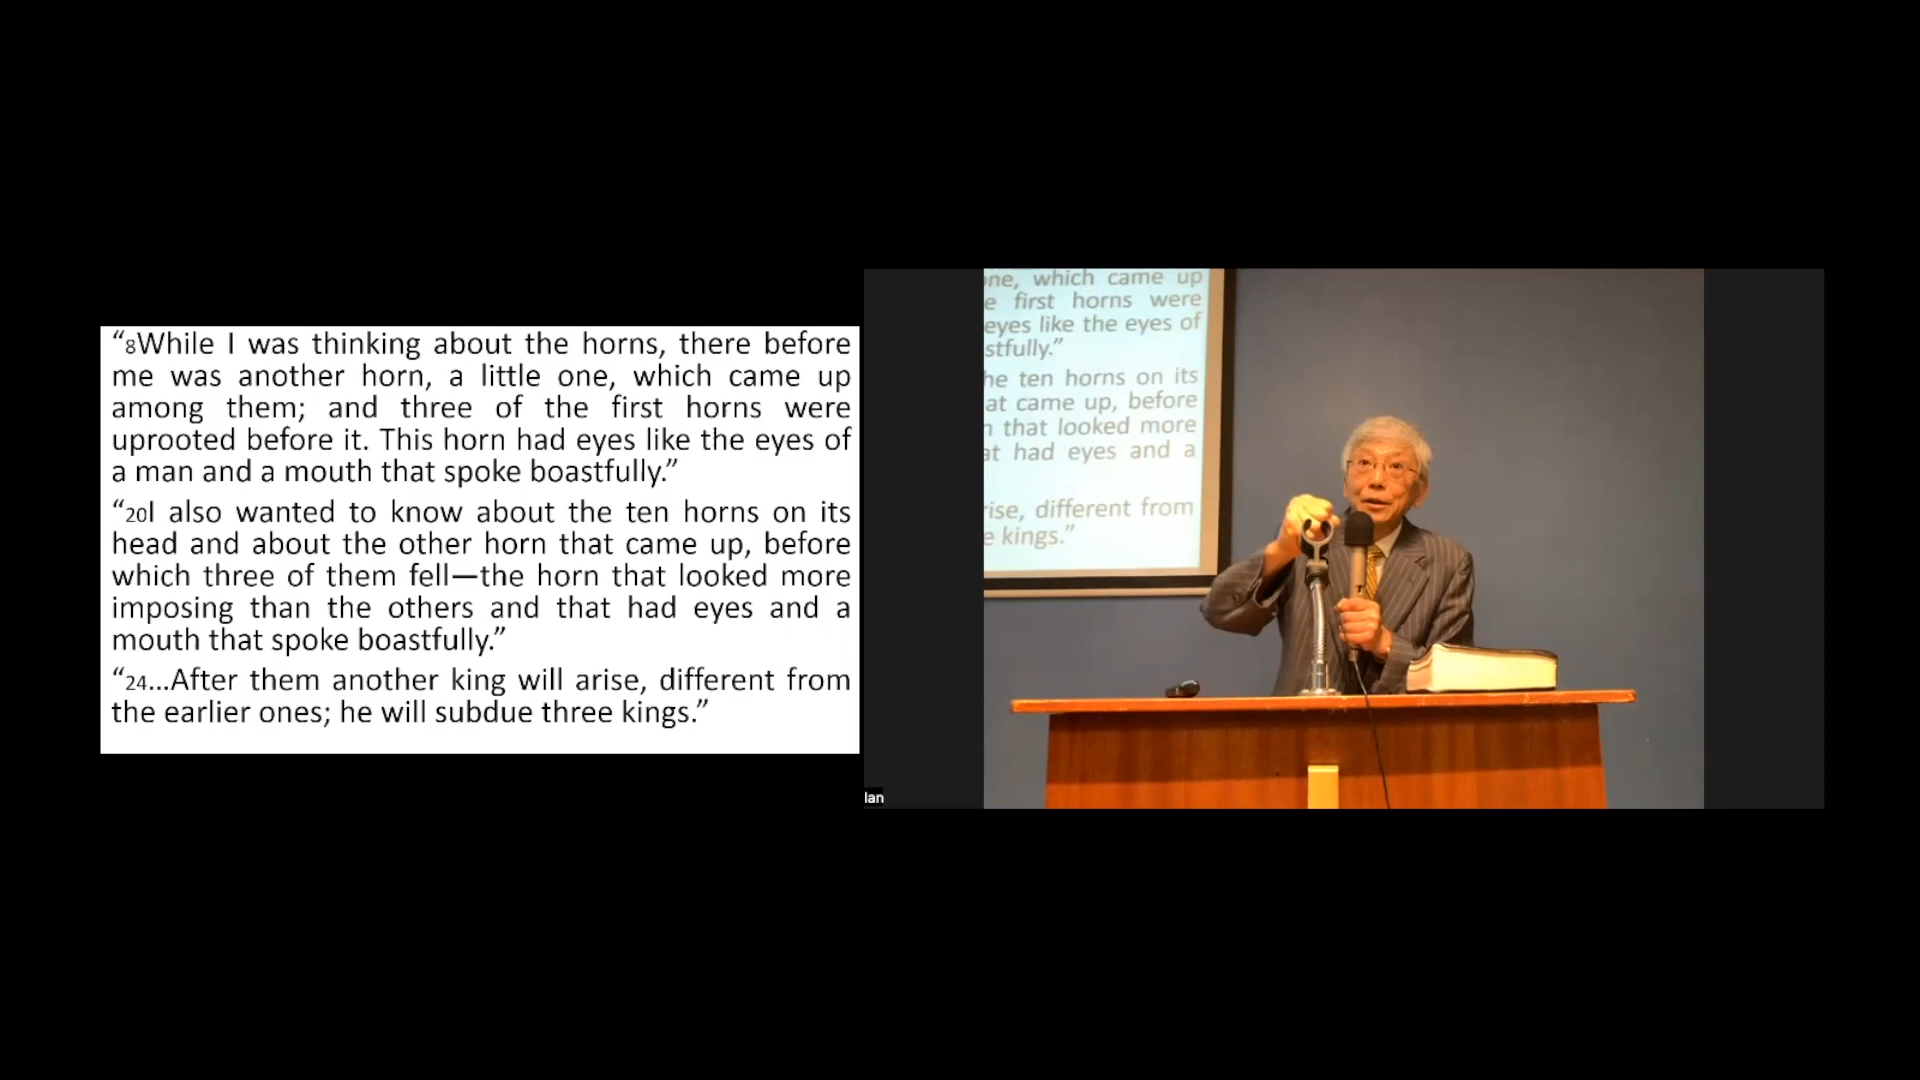 “8While I was thinking about the horns, there before
me was another horn, a little one, which came up
among them; and three of the first horns were
uprooted before it. This horn had eyes like the eyes of
a man and a mouth that spoke boastfully.”
“20I also wanted to know about the ten horns on its
head and about the other horn that came up, before
which three of them fell—the horn that looked more
imposing than the others and that had eyes and a
mouth that spoke boastfully.”
“24...After them another king will arise, different from
the earlier ones; he will subdue three kings.”
one, which came up
e first horns were
eyes like the eyes of
stfully.”
he ten horns on its
at came up, before
n that looked more
at had eyes and a
rise, different from
e kings.”
lan